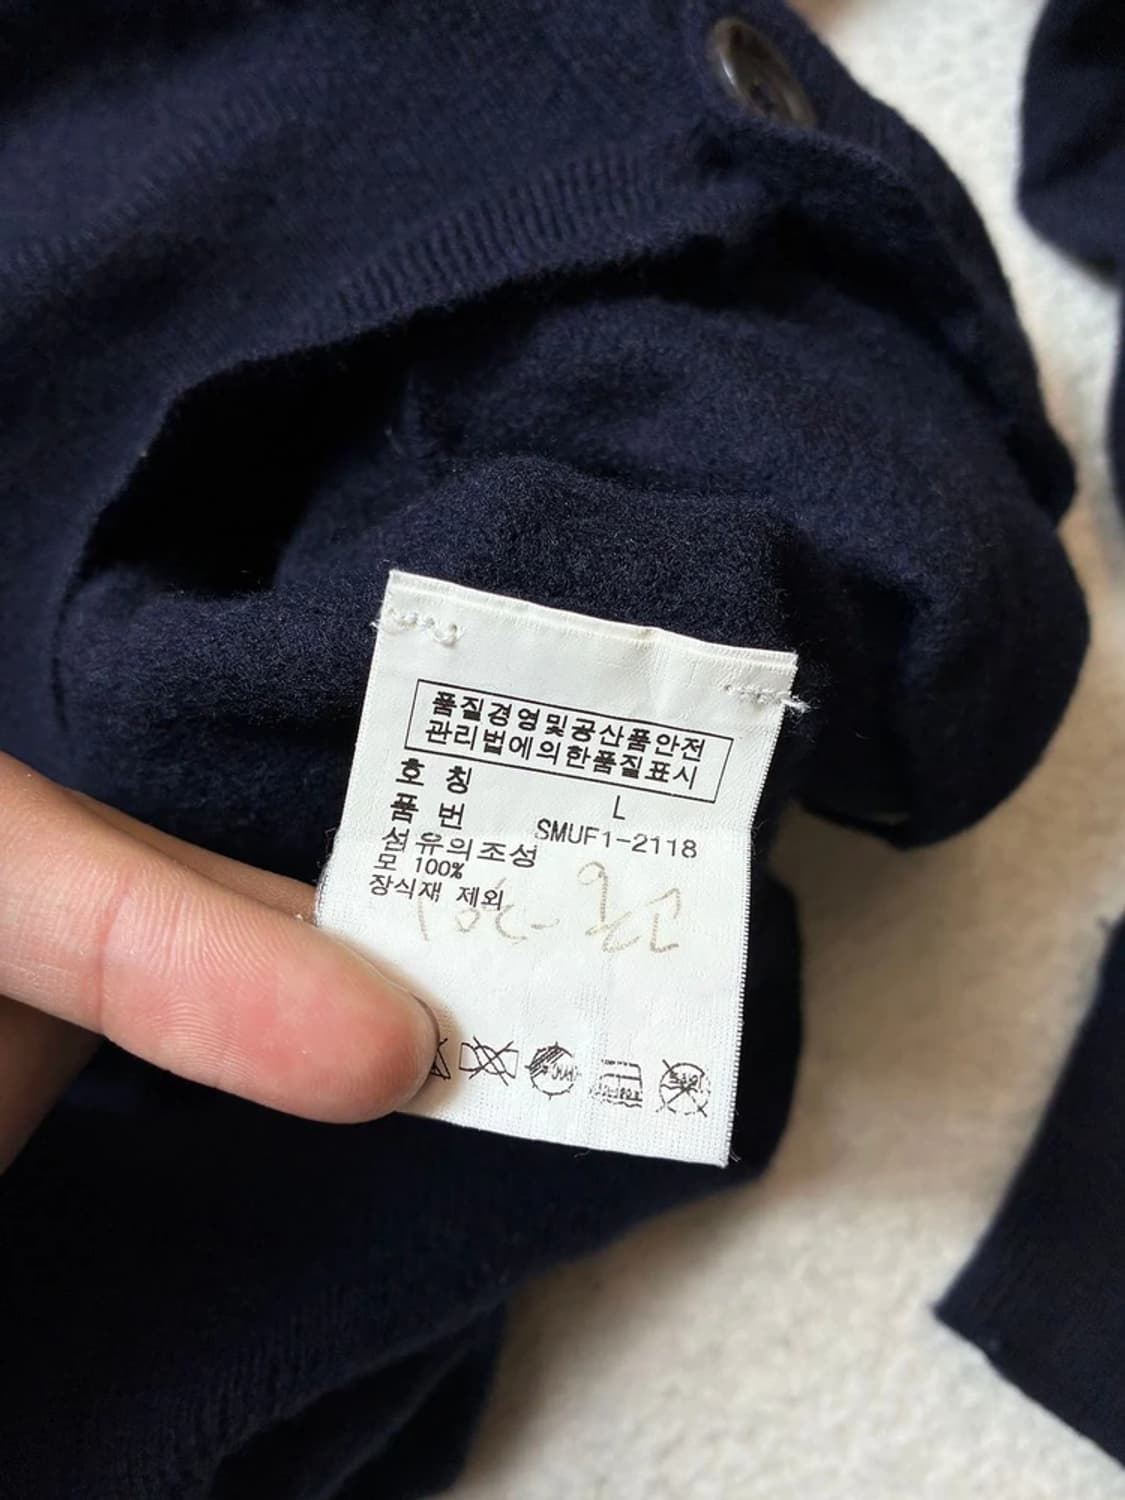 품질경영및공산품안전
관리법에의한품질표시
호 칭 L
품 번 SMUF1-2118
섬유의조성
모 100%
장식재 제외